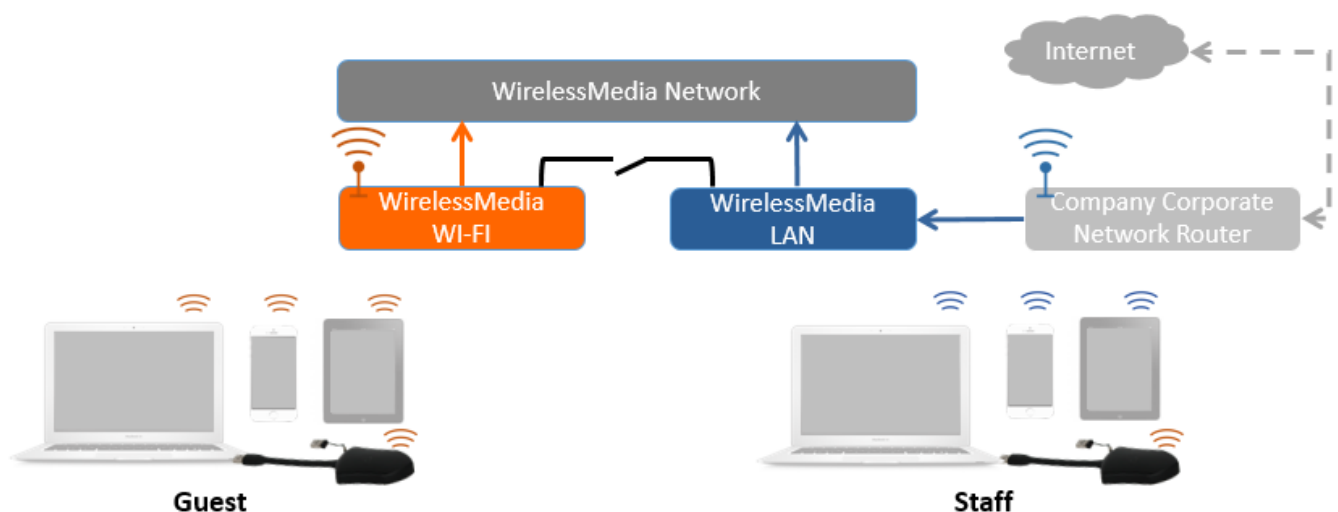 Internet
WirelessMedia Network
WirelessMedia
WI-FI
WirelessMedia
LAN
Company Corporate
Network Router
Guest
Staff